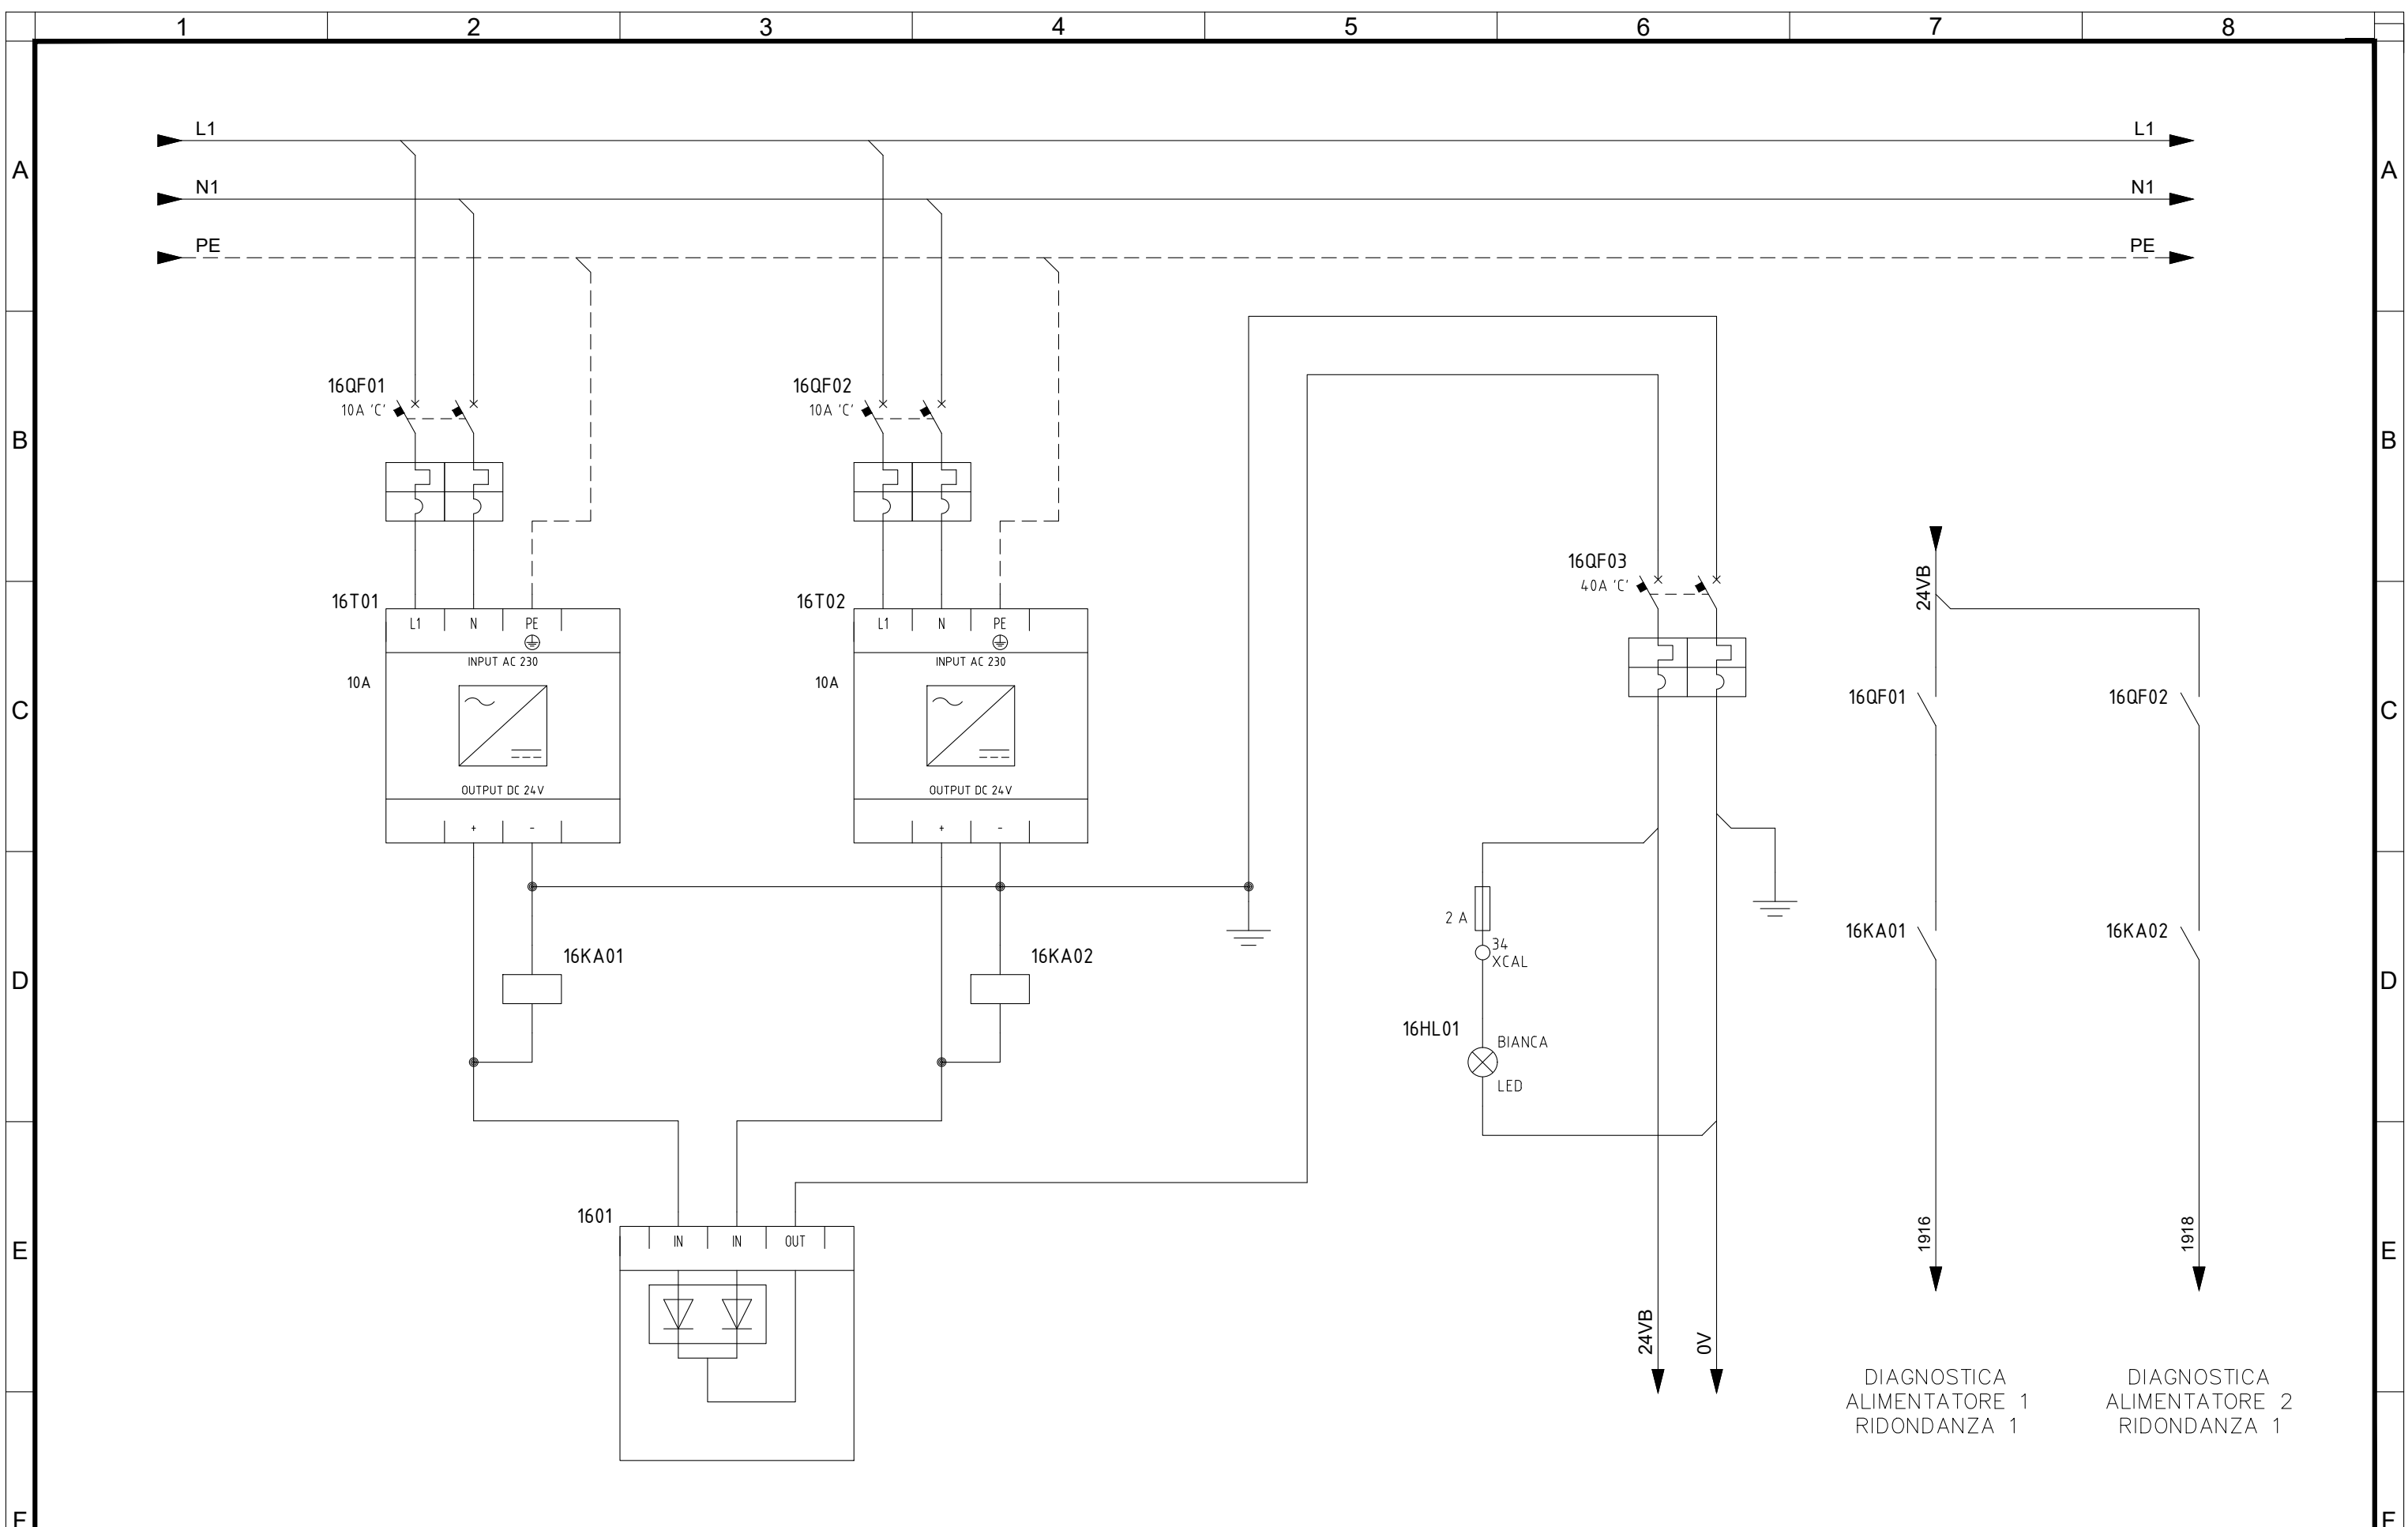 1 2 3 4 5 6 7 8
L1 L1
A A
N1 N1
PE PE
16QF01
10A 'C'
16QF02
10A 'C'
B B
16QF03
40A 'C'
24VB
16T01
L1 N PE
INPUT AC 230
10A
OUTPUT DC 24V
+ -
16T02
L1 N PE
INPUT AC 230
10A
OUTPUT DC 24V
+ -
16QF01
16QF02
C C
2 A
34
XCAL
16KA01
16KA02
16KA01
16KA02
D D
16HL01
BIANCA
LED
1601
IN IN OUT
1916
1918
E E
24VB
0V
DIAGNOSTICA
ALIMENTATORE 1
RIDONDANZA 1
DIAGNOSTICA
ALIMENTATORE 2
RIDONDANZA 1